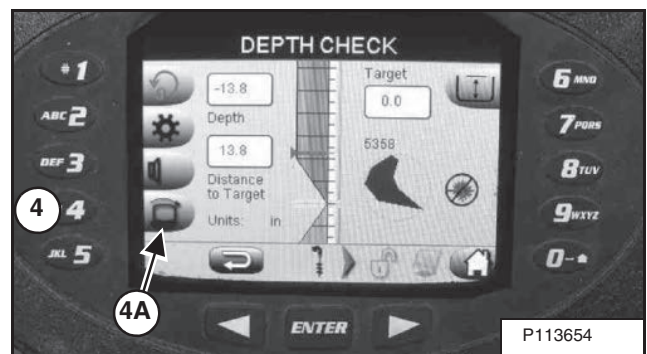 DEPTH CHECK
#1
ABC 2
DEF 3
4
4
JKL 5
-13.8
Depth
13.8
Distance
to Target
Units: in
Target
0.0
5358
6 MNO
7 PQRS
8 TUV
9 WXYZ
0-
4A
ENTER
P113654